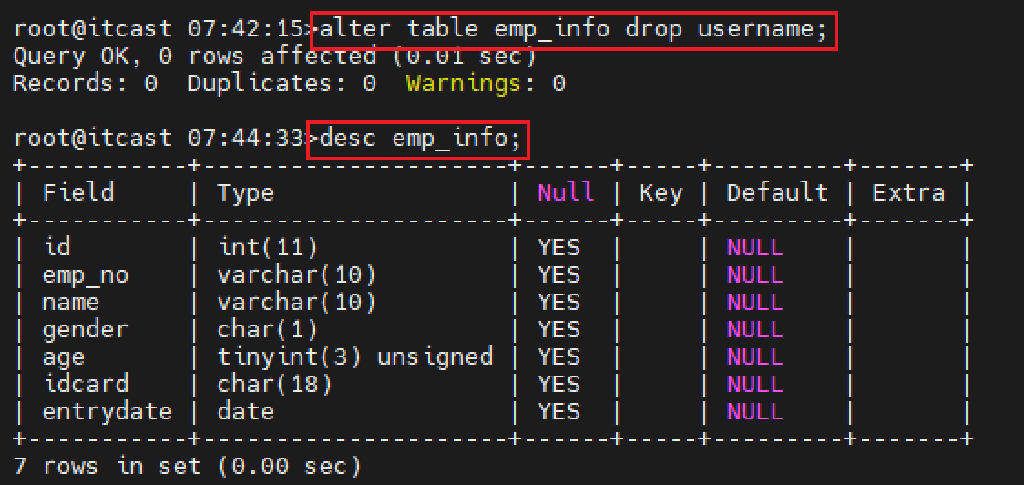 root@itcast 07:42:15>alter table emp_info drop username;
Query OK, 0 rows affected (0.01 sec)
Records: 0  Duplicates: 0  Warnings: 0
root@itcast 07:44:33>desc emp_info;
+------------+---------------------+------+-----+---------+-------+
| Field      | Type                | Null | Key | Default | Extra |
+------------+---------------------+------+-----+---------+-------+
| id         | int(11)             | YES  |     | NULL    |       |
| emp_no     | varchar(10)         | YES  |     | NULL    |       |
| name       | varchar(10)         | YES  |     | NULL    |       |
| gender     | char(1)             | YES  |     | NULL    |       |
| age        | tinyint(3) unsigned | YES  |     | NULL    |       |
| idcard     | char(18)            | YES  |     | NULL    |       |
| entrydate  | date                | YES  |     | NULL    |       |
+------------+---------------------+------+-----+---------+-------+
7 rows in set (0.00 sec)